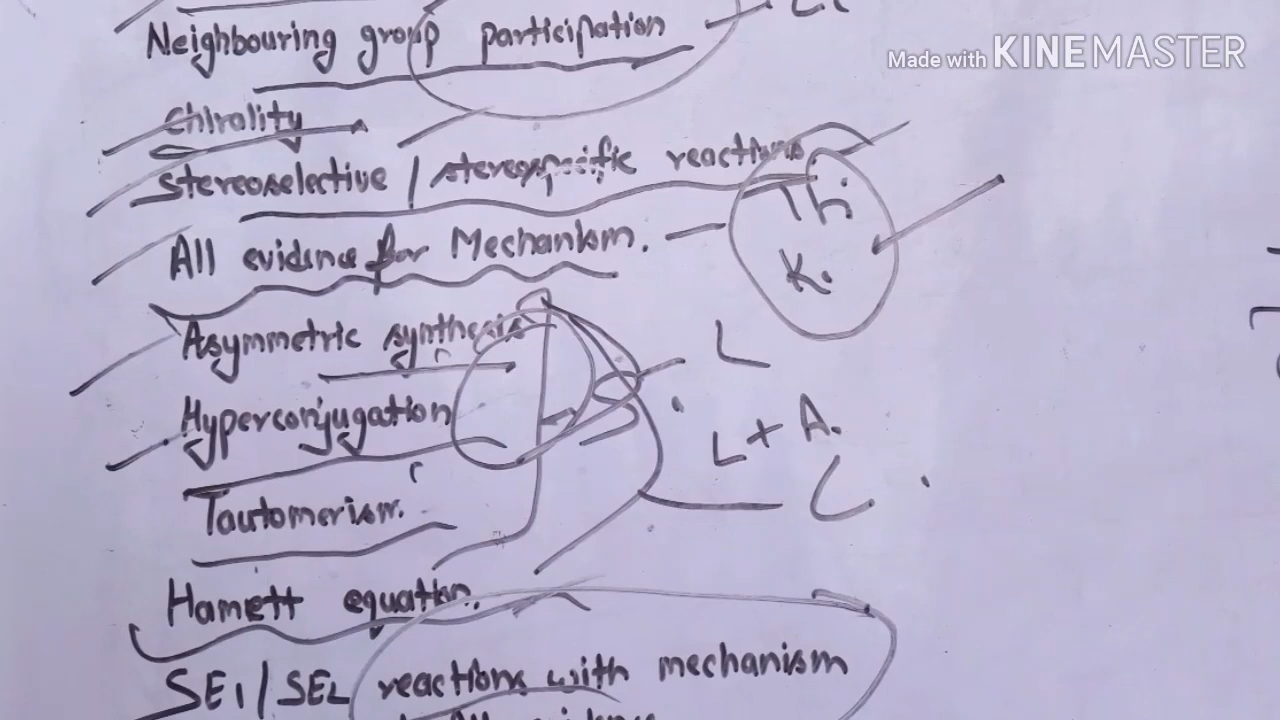 Neighbouring group participation
Made with KINEMASTER
Chirality
Stereoselective / stereospecific reactions
Th.
All evidence for Mechanism.
K.
Asymmetric synthesis
L
Hyperconjugation
L + A.
Tautomerism.
Hamett equation.
SE1/SE2 reactions with mechanism